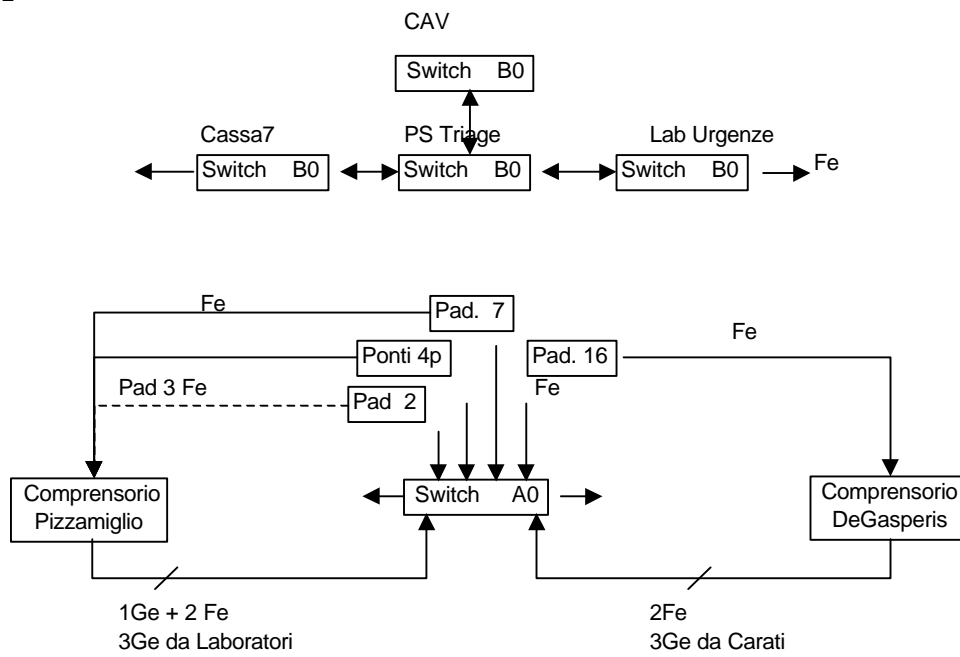 CAV
Switch B0
Cassa7 PS Triage Lab Urgenze
Switch B0 Switch B0 Switch B0 Fe
Fe Pad. 7
Fe
Ponti 4p Pad. 16
Pad 3 Fe Pad 2 Fe
Comprensorio Pizzamiglio
Switch A0
Comprensorio DeGasperis
1Ge + 2 Fe
3Ge da Laboratori
2Fe
3Ge da Carati